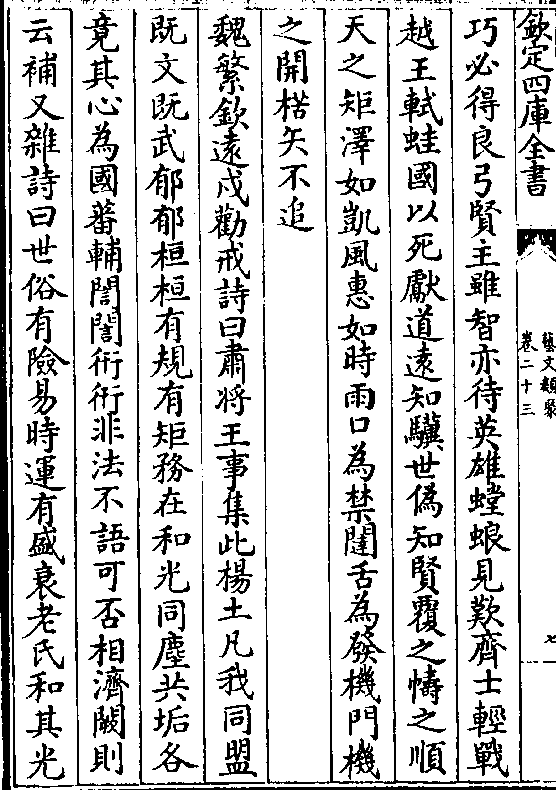 欽定四庫全書
藝文類聚
卷二十三
七
巧必得良弓賢主雖智亦待英雄螳蜋見歎齊士輕戰
越王軾蛙國以死獻道遠知驥世偽知賢覆之幬之順
天之矩澤如凱風惠如時雨口為禁闥舌為發機門機
之開楛矢不追
魏繁欽遠戍勸戒詩曰肅將王事集此楊土凡我同盟
既文既武郁郁桓桓有規有矩務在和光同塵共垢各
竟其心為國蕃輔誾誾衎衎非法不語可否相濟闕則
云補又雜詩曰世俗有險易時運有盛衰老氏和其光